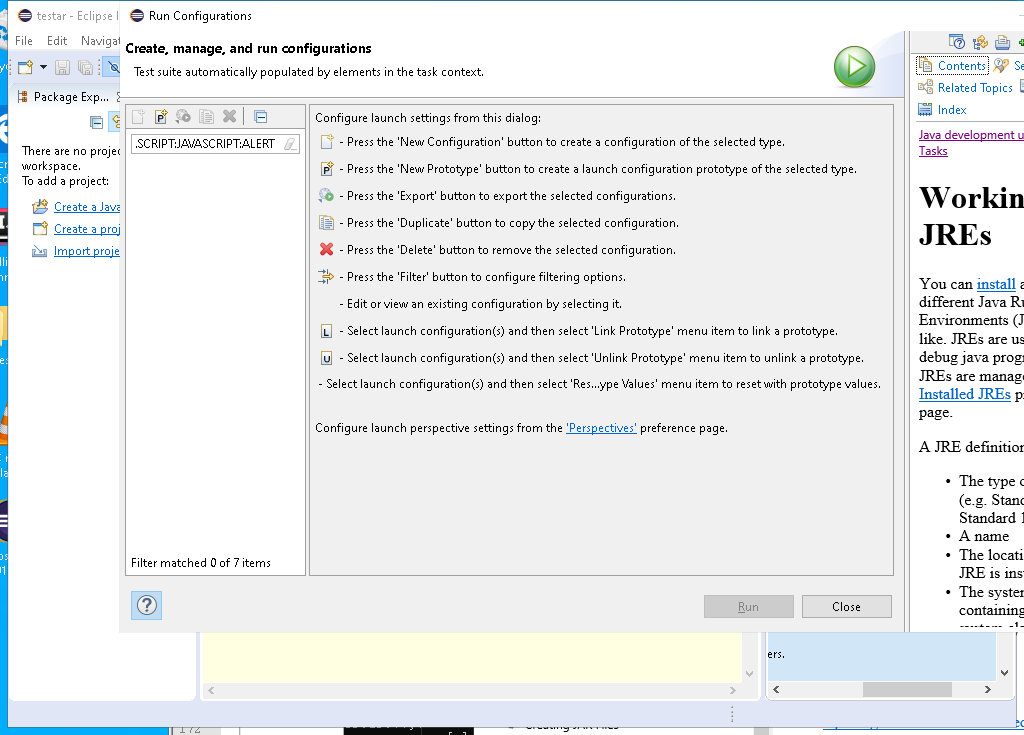 testar - Eclipse I
Run Configurations
File Edit Navigat
Create, manage, and run configurations
Test suite automatically populated by elements in the task context.
Package Exp...
There are no projec
workspace.
To add a project:
Create a Java
Create a proj
Import proje
.SCRIPT:JAVASCRIPT:ALERT
Filter matched 0 of 7 items
Configure launch settings from this dialog:
- Press the 'New Configuration' button to create a configuration of the selected type.
- Press the 'New Prototype' button to create a launch configuration prototype of the selected type.
- Press the 'Export' button to export the selected configurations.
- Press the 'Duplicate' button to copy the selected configuration.
- Press the 'Delete' button to remove the selected configuration.
- Press the 'Filter' button to configure filtering options.
- Edit or view an existing configuration by selecting it.
L - Select launch configuration(s) and then select 'Link Prototype' menu item to link a prototype.
U - Select launch configuration(s) and then select 'Unlink Prototype' menu item to unlink a prototype.
- Select launch configuration(s) and then select 'Res...ype Values' menu item to reset with prototype values.
Configure launch perspective settings from the 'Perspectives' preference page.
Run
Close
Contents
Se
Related Topics
Index
Java development u
Tasks
Workin
JREs
You can install a
different Java Ru
Environments (J
like. JREs are us
debug java progr
JREs are manage
Installed JREs pr
page.
A JRE definition
• The type o
(e.g. Stand
Standard 1
• A name
• The locati
JRE is inst
• The system
containing
ers.
172
Creating JAR Files